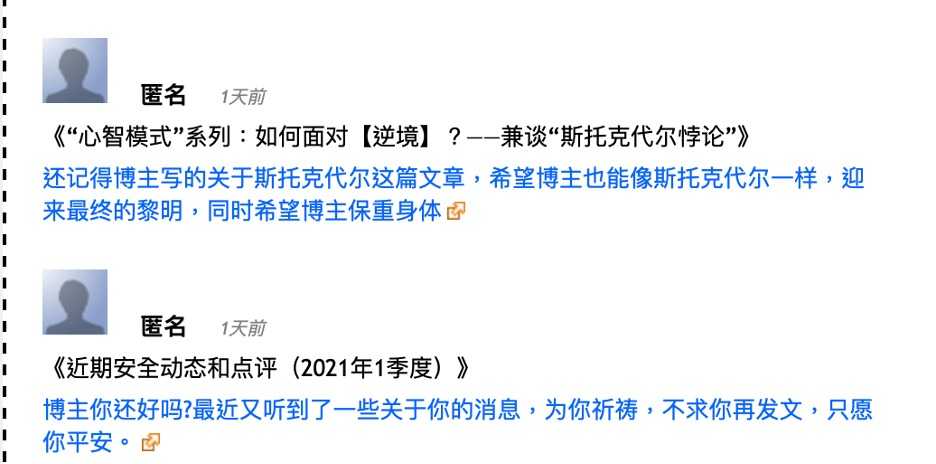 匿名 1天前
《“心智模式”系列：如何面对【逆境】？——兼谈“斯托克代尔悖论”》
还记得博主写的关于斯托克代尔这篇文章，希望博主也能像斯托克代尔一样，迎
来最终的黎明，同时希望博主保重身体
匿名 1天前
《近期安全动态和点评（2021年1季度）》
博主你还好吗?最近又听到了一些关于你的消息，为你祈祷，不求你再发文，只愿
你平安。